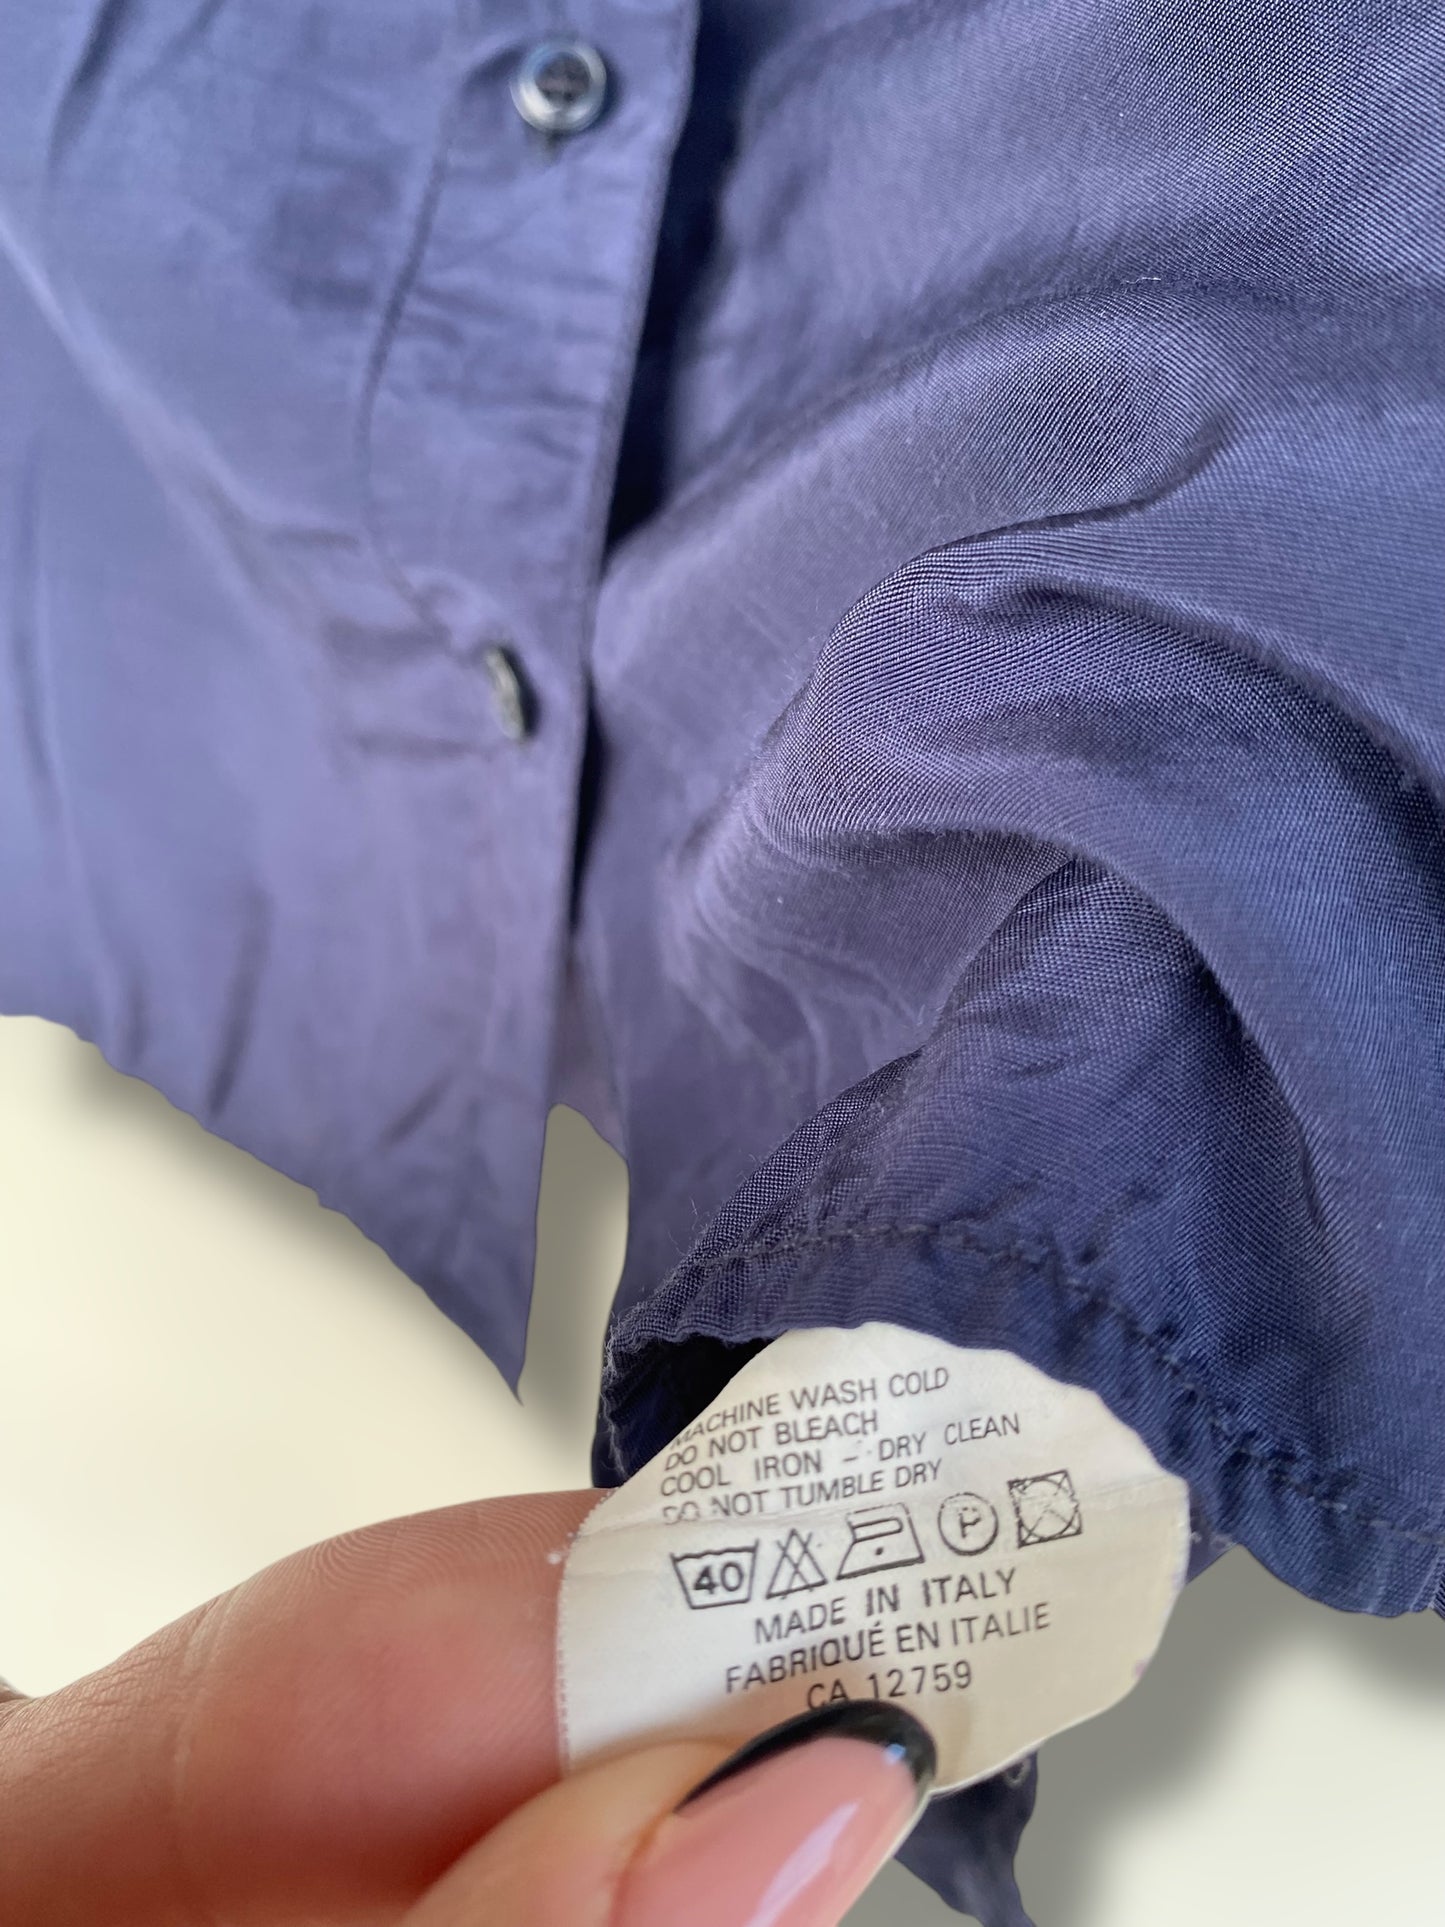 MACHINE WASH COLD
DO NOT BLEACH
COOL IRON - DRY CLEAN
DO NOT TUMBLE DRY
40 P
MADE IN ITALY
FABRIQUÉ EN ITALIE
CA 12759